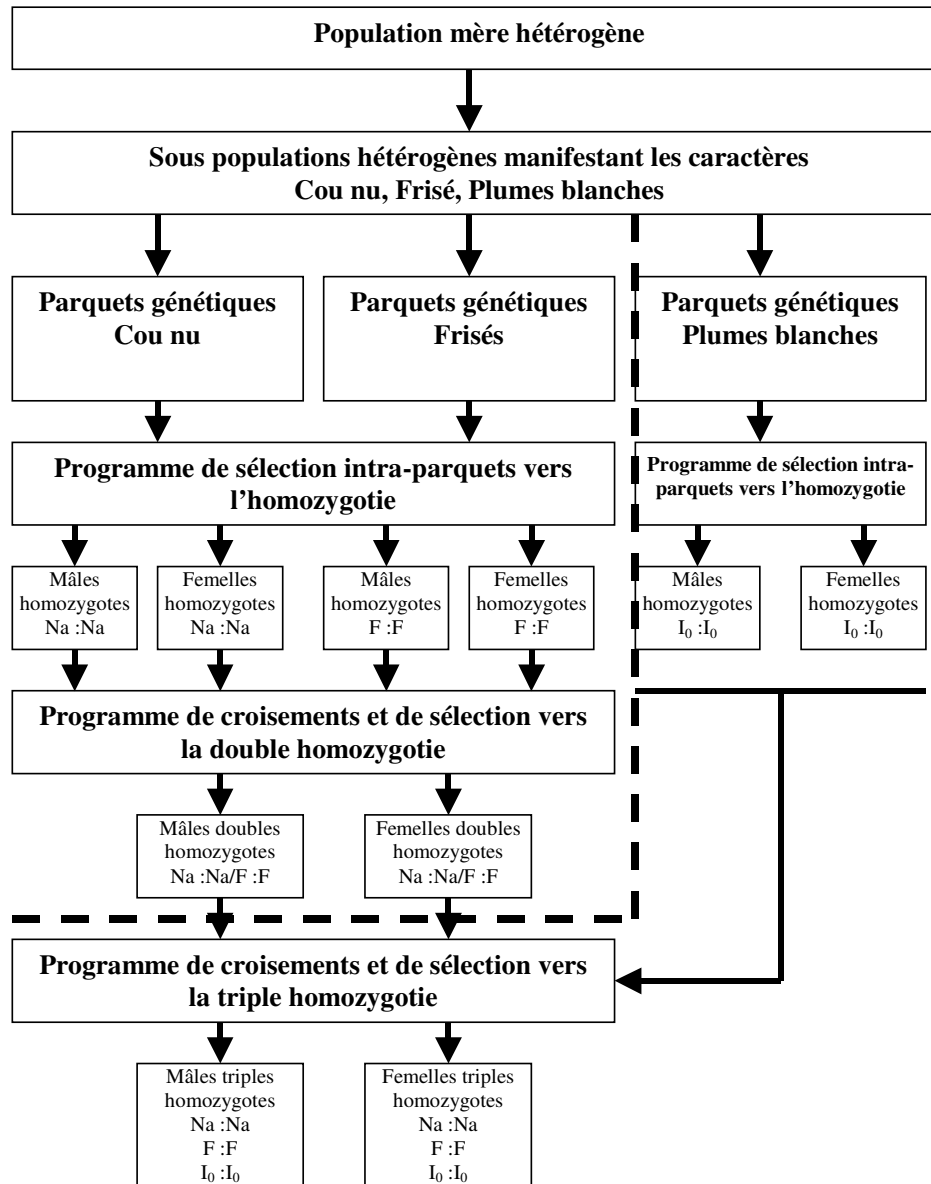 Population mère hétérogène
Sous populations hétérogènes manifestant les caractères
Cou nu, Frisé, Plumes blanches
Parquets génétiques
Cou nu
Parquets génétiques
Frisés
Parquets génétiques
Plumes blanches
Programme de sélection intra-parquets vers
l'homozygotie
Programme de sélection intra-
parquets vers l'homozygotie
Mâles
homozygotes
Na :Na
Femelles
homozygotes
Na :Na
Mâles
homozygotes
F :F
Femelles
homozygotes
F :F
Mâles
homozygotes
I₀ :I₀
Femelles
homozygotes
I₀ :I₀
Programme de croisements et de sélection vers
la double homozygotie
Mâles doubles
homozygotes
Na :Na/F :F
Femelles doubles
homozygotes
Na :Na/F :F
Programme de croisements et de sélection vers
la triple homozygotie
Mâles triples
homozygotes
Na :Na
F :F
I₀ :I₀
Femelles triples
homozygotes
Na :Na
F :F
I₀ :I₀